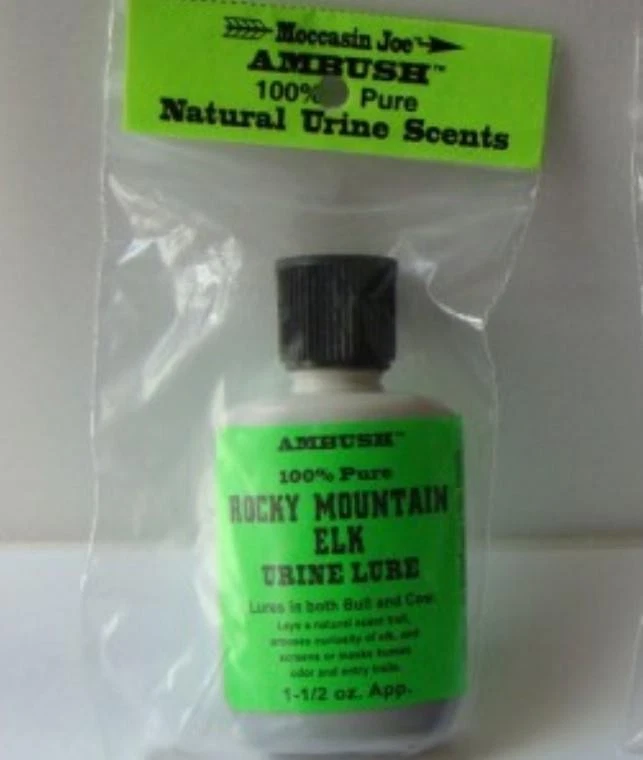 Moccasin Joe™
AMBUSH™
100% Pure
Natural Urine Scents
AMBUSH™
100% Pure
ROCKY MOUNTAIN
ELK
URINE LURE
Lures in both Bull and Cow.
Lays a natural scent trail,
arouses curiosity of elk, and
screens or masks human
odor and entry trails.
1-1/2 oz. App.